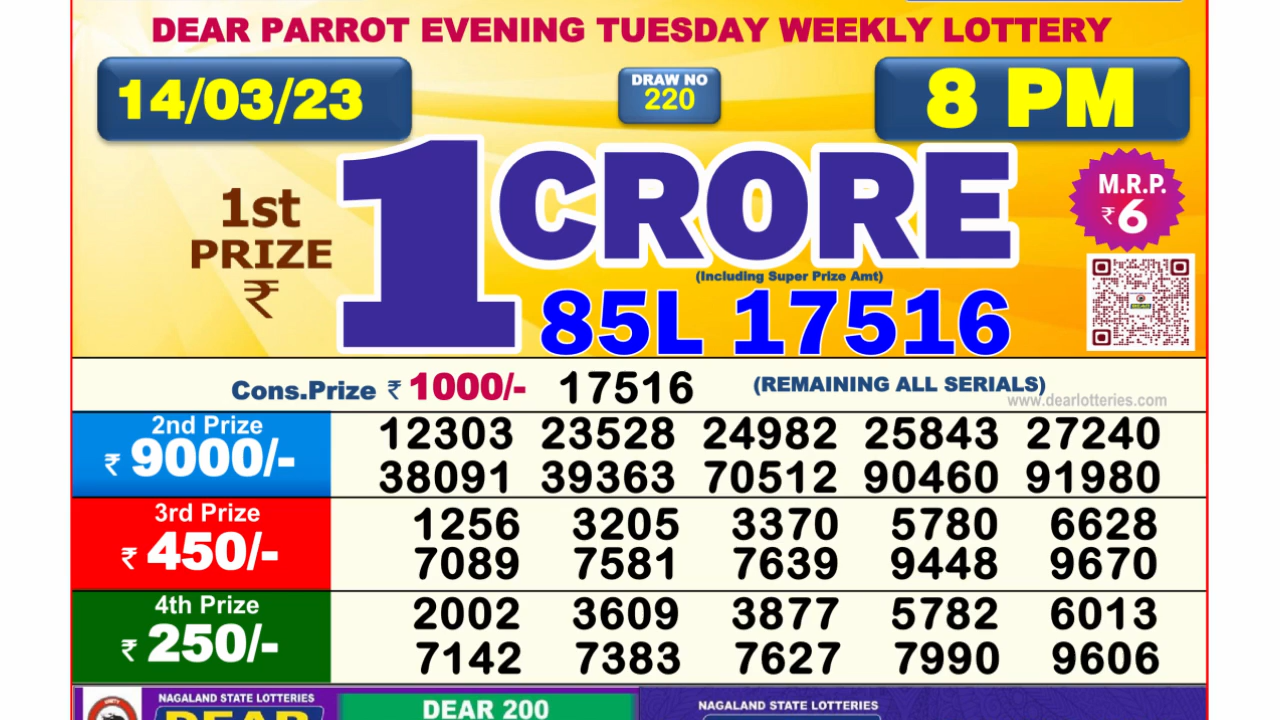 DEAR PARROT EVENING TUESDAY WEEKLY LOTTERY
14/03/23
DRAW NO
220
8 PM
1st
PRIZE
₹
1 CRORE
(Including Super Prize Amt)
85L 17516
M.R.P.
₹6
Cons.Prize ₹ 1000/- 17516 (REMAINING ALL SERIALS)
www.dearlotteries.com
2nd Prize
₹ 9000/-
12303 23528 24982 25843 27240
38091 39363 70512 90460 91980
3rd Prize
₹ 450/-
1256 3205 3370 5780 6628
7089 7581 7639 9448 9670
4th Prize
₹ 250/-
2002 3609 3877 5782 6013
7142 7383 7627 7990 9606
NAGALAND STATE LOTTERIES
DEAR
DEAR 200
NAGALAND STATE LOTTERIES